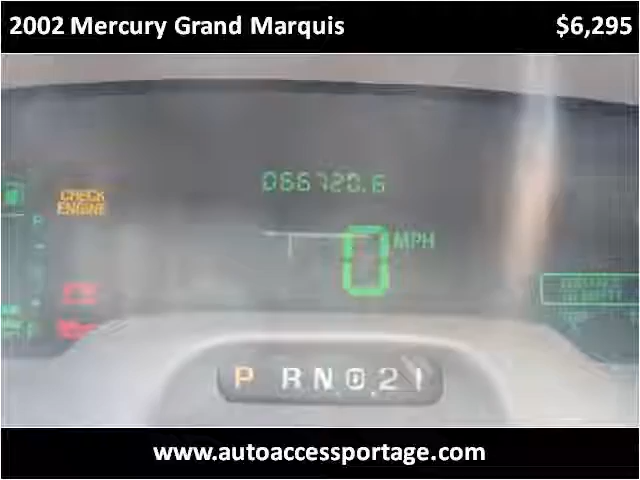 2002 Mercury Grand Marquis $6,295
066720.6
CHECK
ENGINE
0 MPH
P R N D 2 1
www.autoaccessportage.com